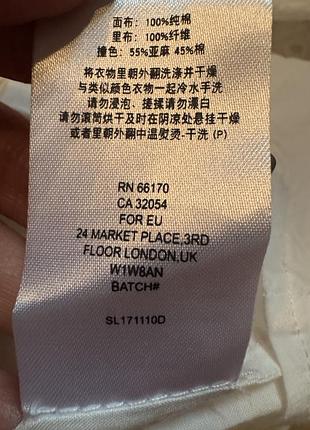 面布：100%纯棉
里布：100%纤维
撞色：55%亚麻 45%棉
将衣物里朝外翻洗涤并干燥
与类似颜色衣物一起冷水手洗
请勿浸泡、搓揉请勿漂白
请勿滚筒烘干并及时在阴凉处悬挂干燥
或者里朝外翻中温熨烫-干洗 (P)
RN 66170
CA 32054
FOR EU
24 MARKET PLACE,3RD
FLOOR LONDON,UK
W1W8AN
BATCH#
SL171110D